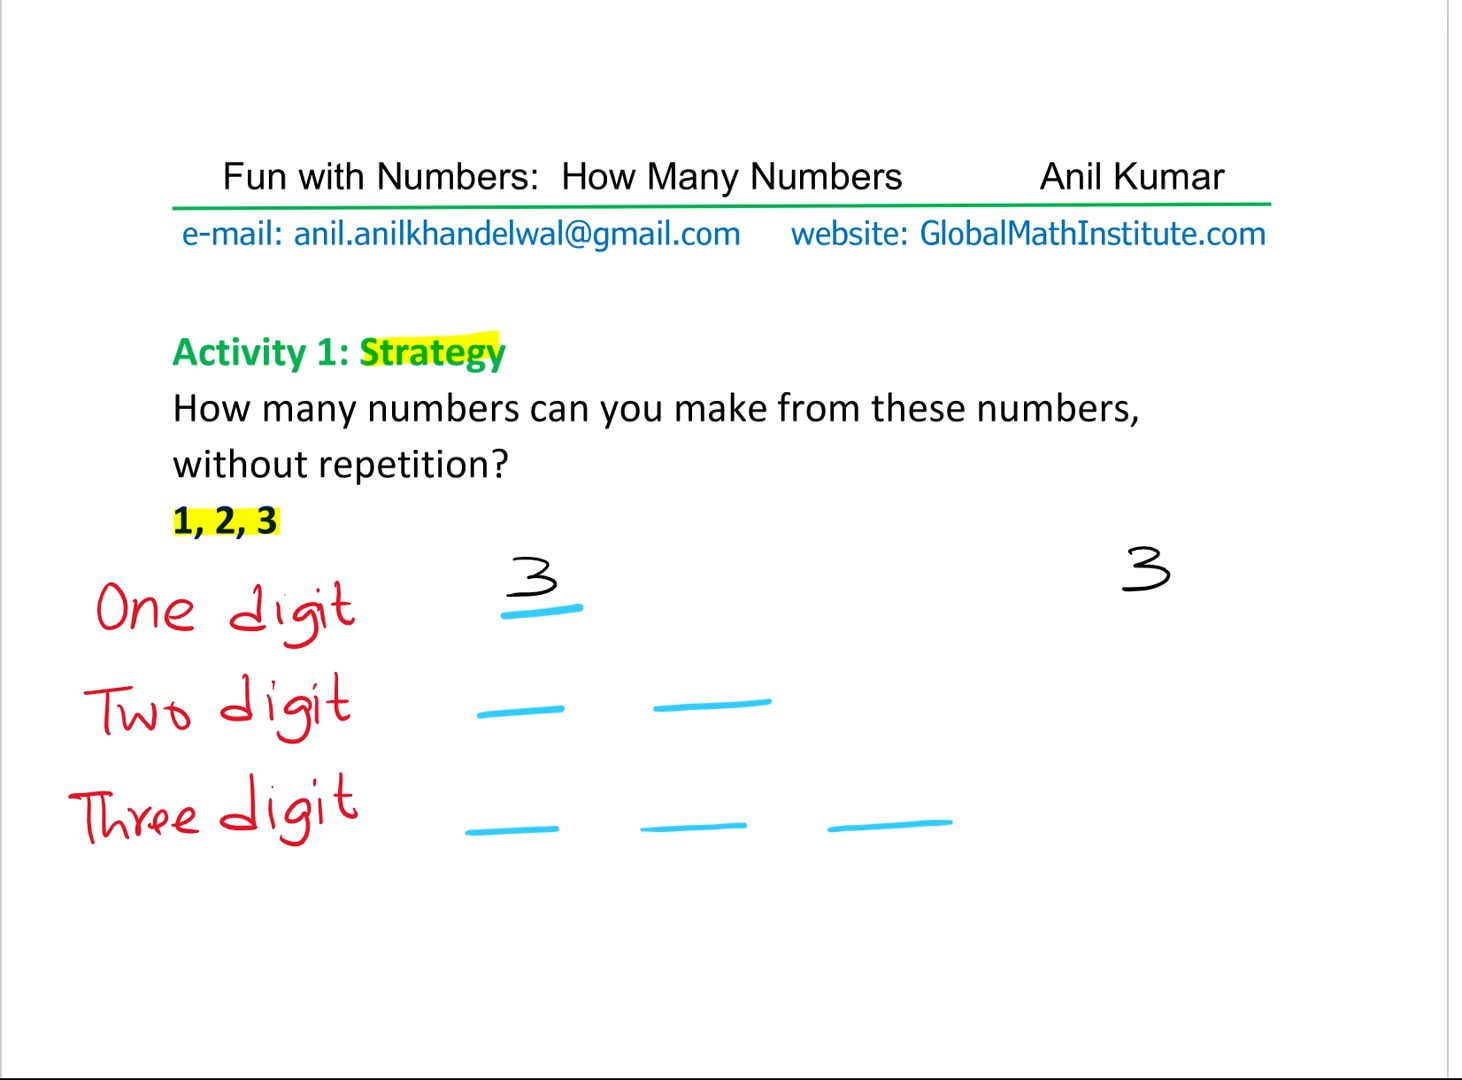 Fun with Numbers: How Many Numbers Anil Kumar
e-mail: anil.anilkhandelwal@gmail.com website: GlobalMathInstitute.com
Activity 1: Strategy
How many numbers can you make from these numbers,
without repetition?
1, 2, 3
One digit 3 3
Two digit
Three digit